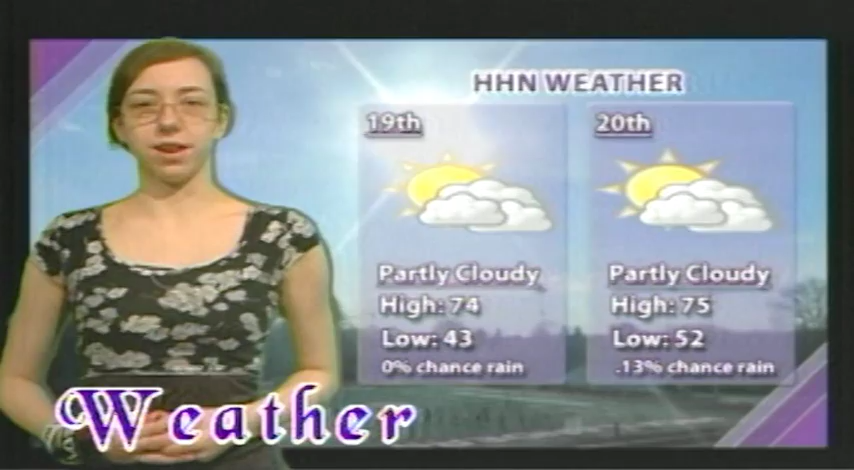 HHN WEATHER
19th
Partly Cloudy
High: 74
Low: 43
0% chance rain
20th
Partly Cloudy
High: 75
Low: 52
.13% chance rain
Weather